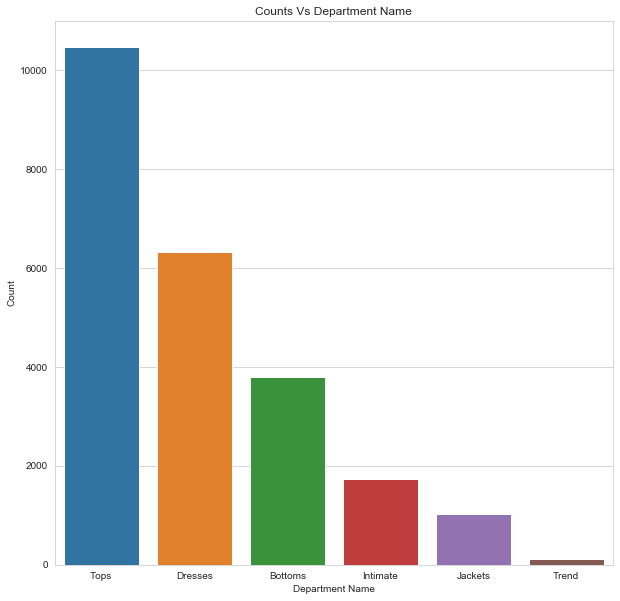 Counts Vs Department Name
10000
8000
6000
4000
2000
0
Count
Tops Dresses Bottoms Intimate Jackets Trend
Department Name